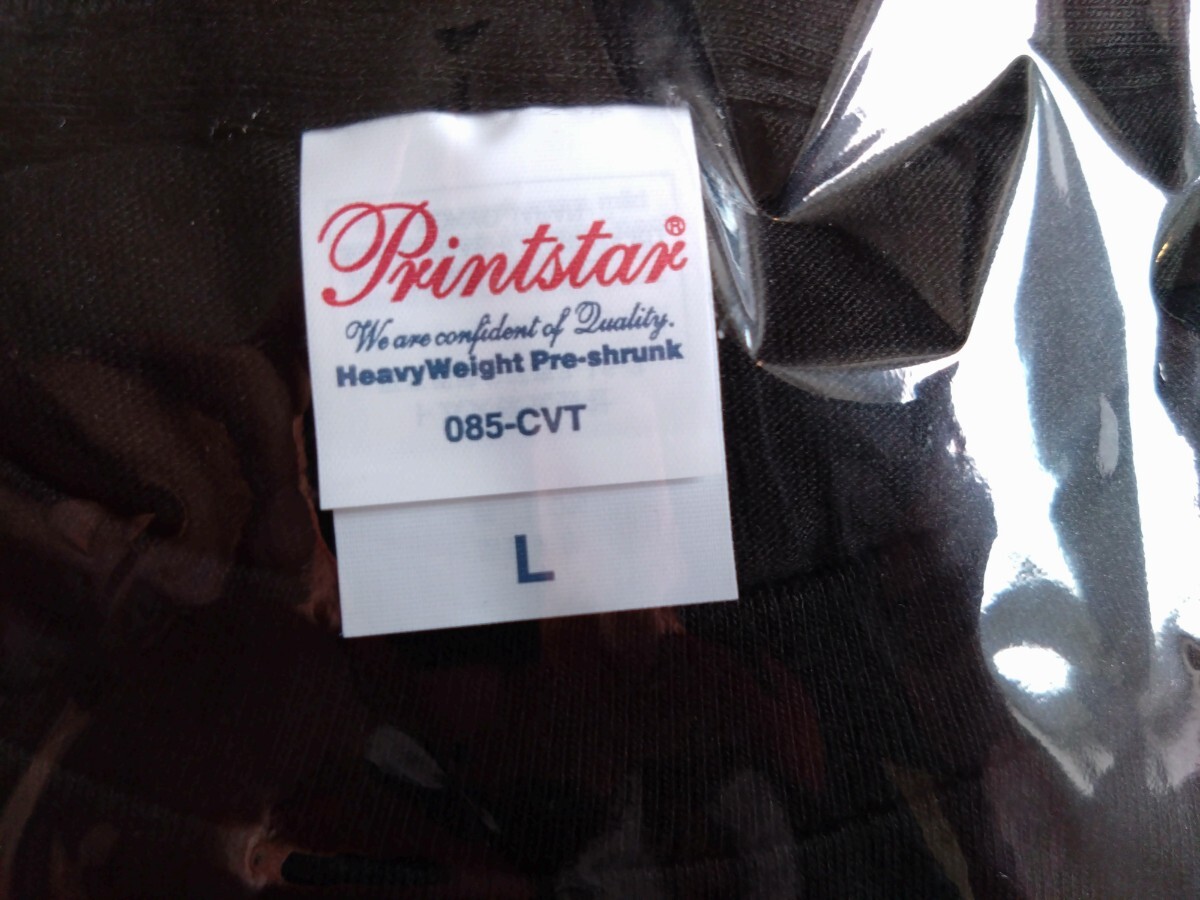 Printstar®
We are confident of Quality.
HeavyWeight Pre-shrunk
085-CVT
L